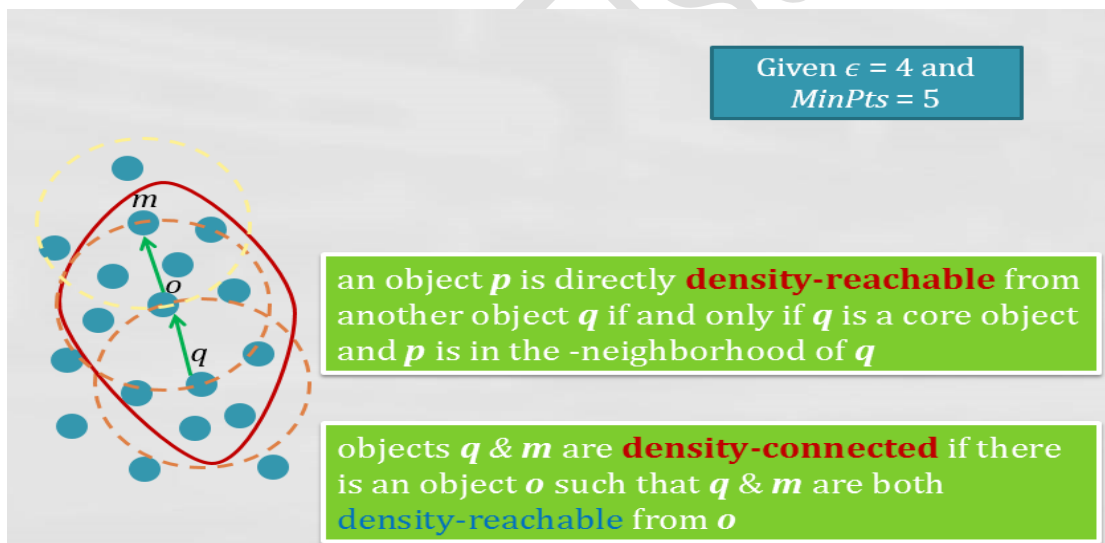 Given ϵ = 4 and
MinPts = 5
m
o
q
an object p is directly density-reachable from
another object q if and only if q is a core object
and p is in the -neighborhood of q
objects q & m are density-connected if there
is an object o such that q & m are both
density-reachable from o